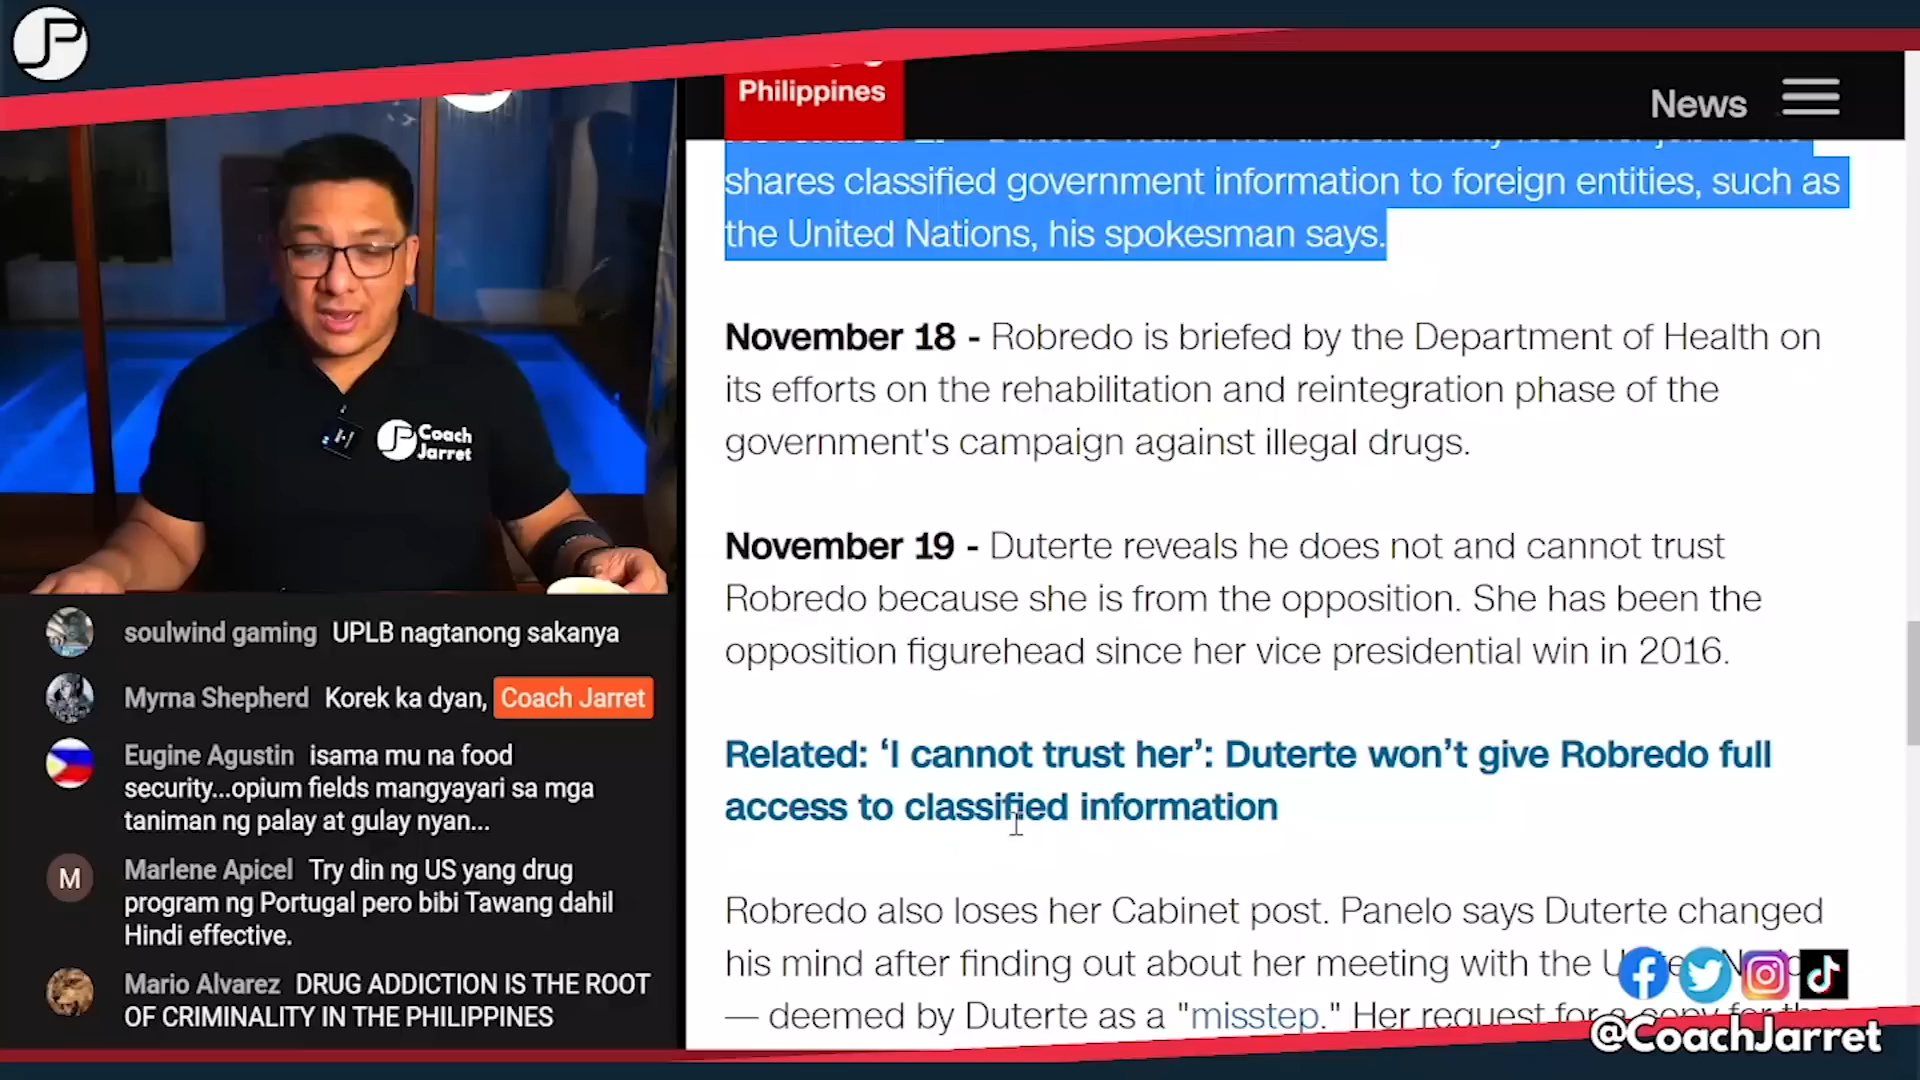 JP
Philippines
News
shares classified government information to foreign entities, such as
the United Nations, his spokesman says.
November 18 - Robredo is briefed by the Department of Health on
its efforts on the rehabilitation and reintegration phase of the
government's campaign against illegal drugs.
November 19 - Duterte reveals he does not and cannot trust
Robredo because she is from the opposition. She has been the
opposition figurehead since her vice presidential win in 2016.
Related: ‘I cannot trust her’: Duterte won’t give Robredo full
access to classified information
Robredo also loses her Cabinet post. Panelo says Duterte changed
his mind after finding out about her meeting with the
— deemed by Duterte as a "misstep." Her request for a copy for the
JP Coach
Jarret
soulwind gaming UPLB nagtanong sakanya
Myrna Shepherd Korek ka dyan, Coach Jarret
Eugine Agustin isama mu na food
security...opium fields mangyayari sa mga
taniman ng palay at gulay nyan...
M
Marlene Apicel Try din ng US yang drug
program ng Portugal pero bibi Tawang dahil
Hindi effective.
Mario Alvarez DRUG ADDICTION IS THE ROOT
OF CRIMINALITY IN THE PHILIPPINES
@CoachJarret